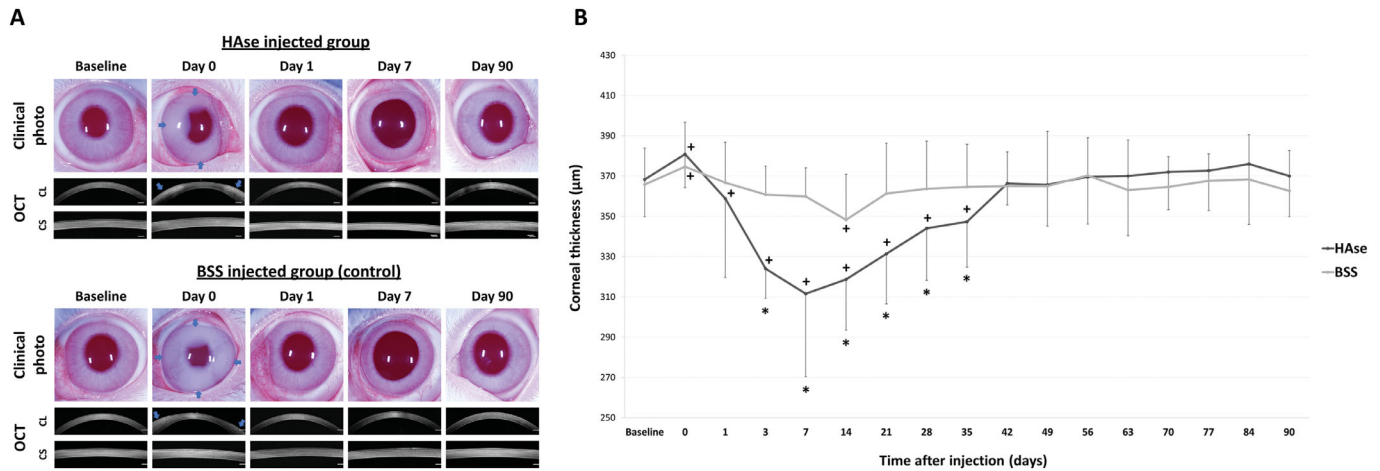 A
HAse injected group
Baseline Day 0 Day 1 Day 7 Day 90
Clinical photo
OCT
CL
CS
BSS injected group (control)
Baseline Day 0 Day 1 Day 7 Day 90
Clinical photo
OCT
CL
CS
B
430
410
390
370
350
330
310
290
270
250
Corneal thickness (μm)
+ + + + + + + + + + +
* * * * * *
Baseline 0 1 3 7 14 21 28 35 42 49 56 63 70 77 84 90
Time after injection (days)
HAse
BSS